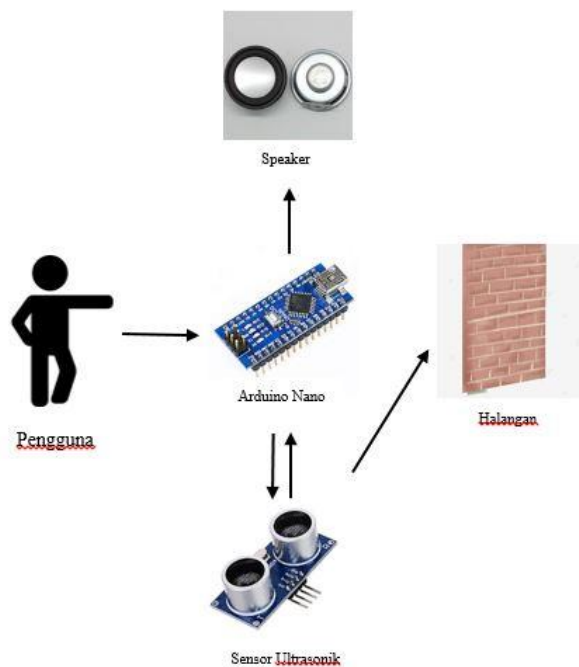 Speaker
Arduino Nano
Pengguna
Halangan
Sensor Ultrasonik